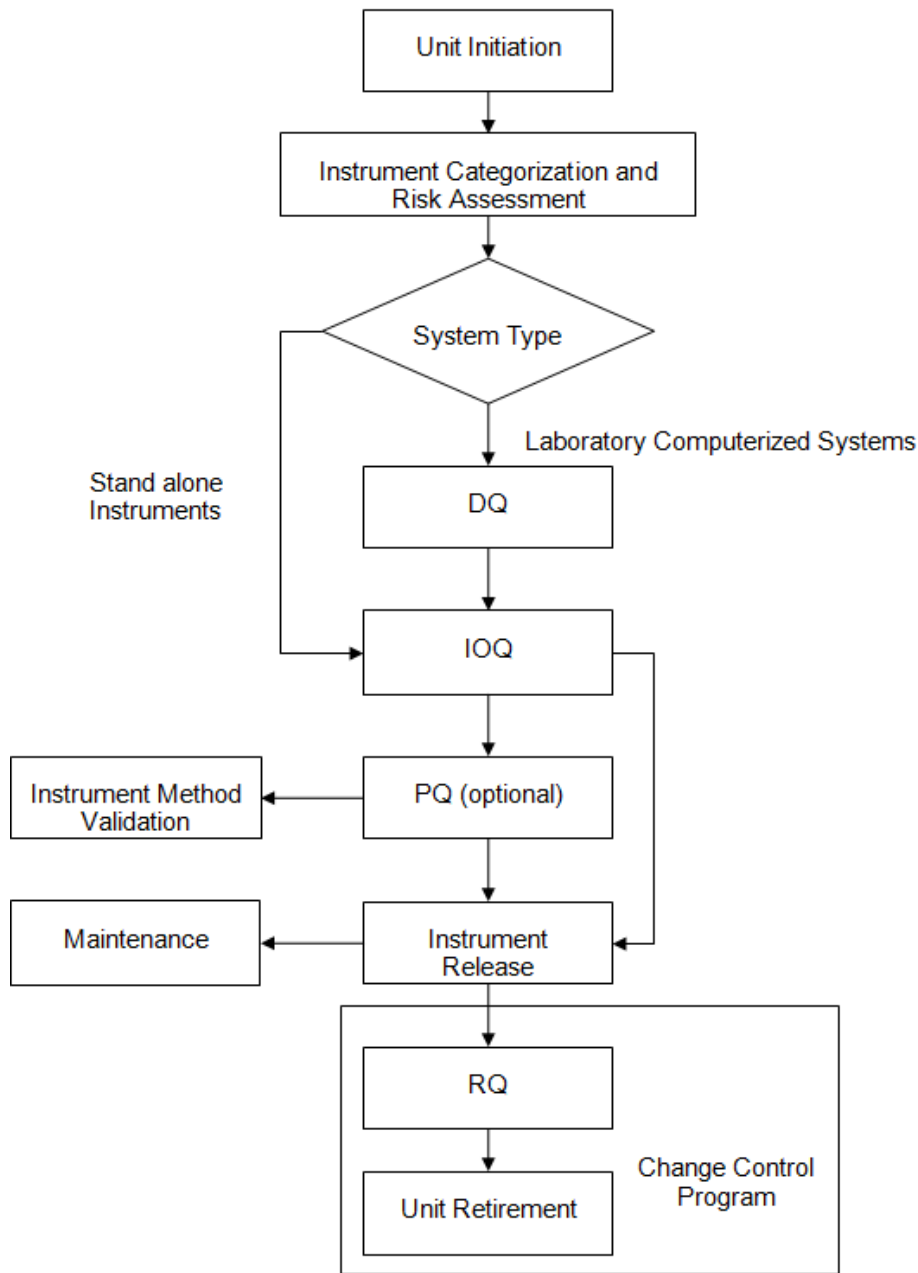 Unit Initiation
Instrument Categorization and
Risk Assessment
System Type
Laboratory Computerized Systems
Stand alone
Instruments
DQ
IOQ
Instrument Method
Validation
PQ (optional)
Maintenance
Instrument
Release
RQ
Change Control
Program
Unit Retirement